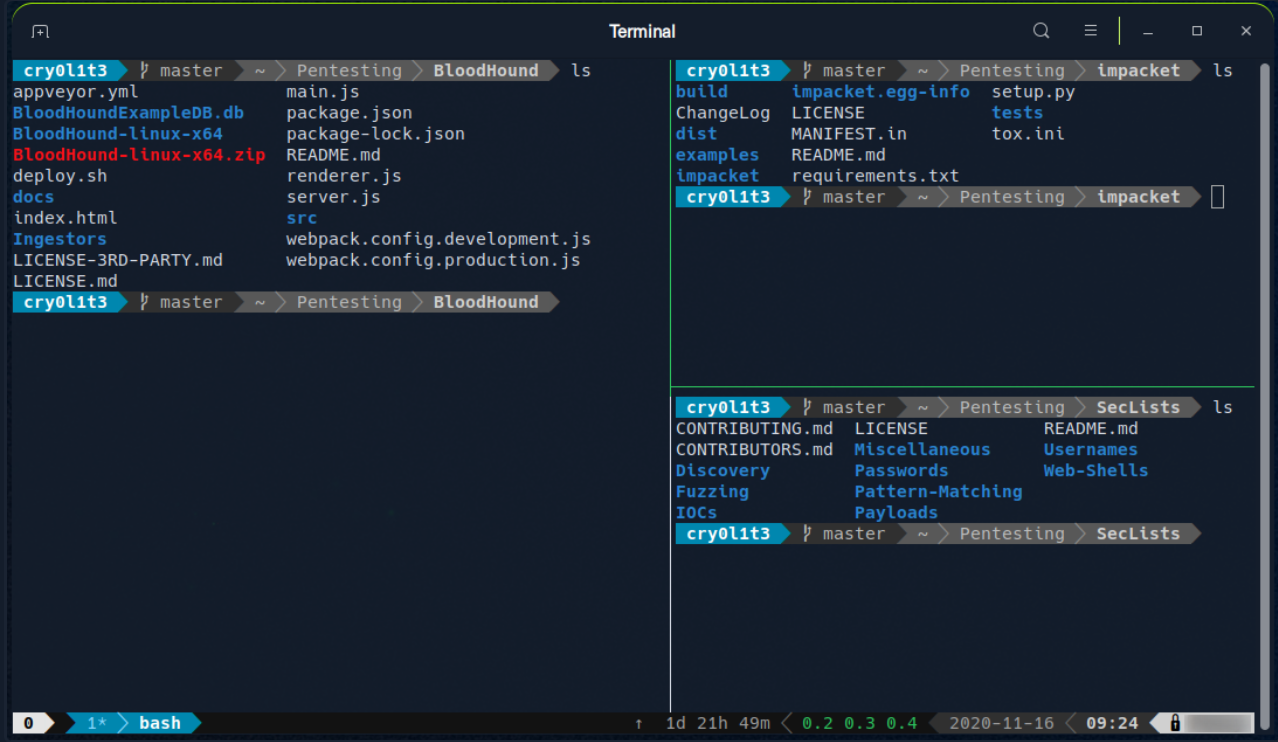 Terminal
cry0l1t3 master ~ Pentesting BloodHound ls
appveyor.yml main.js
BloodHoundExampleDB.db package.json
BloodHound-linux-x64 package-lock.json
BloodHound-linux-x64.zip README.md
deploy.sh renderer.js
docs server.js
index.html src
Ingestors webpack.config.development.js
LICENSE-3RD-PARTY.md webpack.config.production.js
LICENSE.md
cry0l1t3 master ~ Pentesting BloodHound
cry0l1t3 master ~ Pentesting impacket ls
build impacket.egg-info setup.py
ChangeLog LICENSE tests
dist MANIFEST.in tox.ini
examples README.md
impacket requirements.txt
cry0l1t3 master ~ Pentesting impacket
cry0l1t3 master ~ Pentesting SecLists ls
CONTRIBUTING.md LICENSE README.md
CONTRIBUTORS.md Miscellaneous Usernames
Discovery Passwords Web-Shells
Fuzzing Pattern-Matching
IOCs Payloads
cry0l1t3 master ~ Pentesting SecLists
0 1* bash ↑ 1d 21h 49m 0.2 0.3 0.4 2020-11-16 09:24